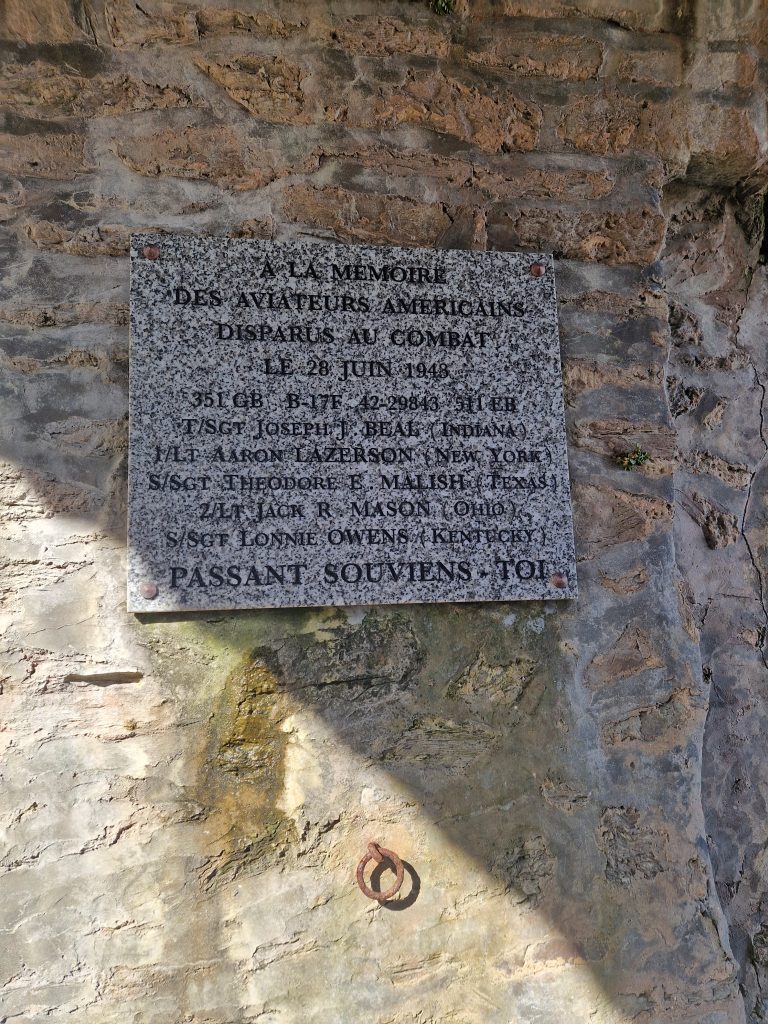 A LA MEMOIRE
DES AVIATEURS AMERICAINS
DISPARUS AU COMBAT
LE 28 JUIN 1943
351 GB B-17F 42-29843 511 EB
T/SGT JOSEPH J. BEAL (INDIANA)
1/LT AARON LAZERSON (NEW YORK)
S/SGT THEODORE E. MALISH (TEXAS)
2/LT JACK R. MASON (OHIO)
S/SGT LONNIE OWENS (KENTUCKY)
PASSANT SOUVIENS - TOI